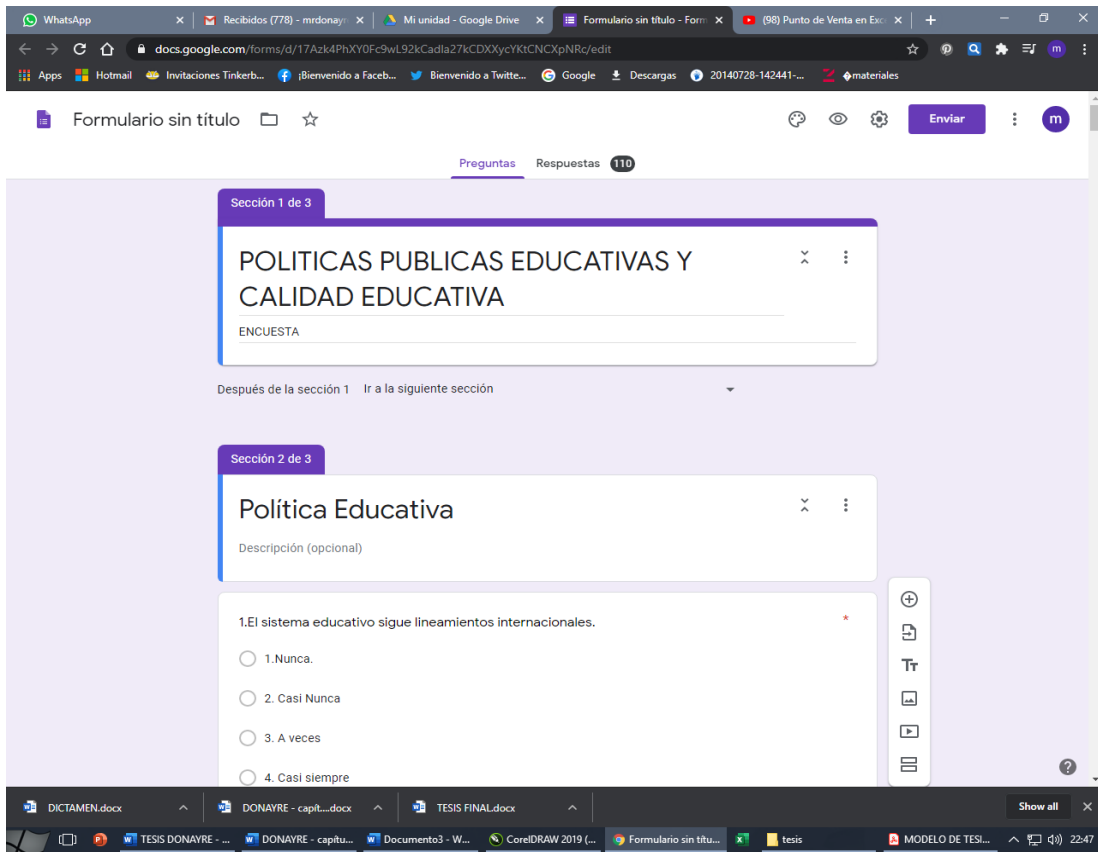 WhatsApp
Recibidos (778) - mrdonayr
Mi unidad - Google Drive
Formulario sin título - Form
(98) Punto de Venta en Exc
docs.google.com/forms/d/17Azk4PhXY0Fc9wL92kCadIa27kCDXXycYKtCNCXpNRc/edit
m
Apps
Hotmail
Invitaciones Tinkerb...
¡Bienvenido a Faceb...
Bienvenido a Twitte...
Google
Descargas
20140728-142441-...
�materiales
Formulario sin título
Enviar
m
Preguntas
Respuestas 110
Sección 1 de 3
POLITICAS PUBLICAS EDUCATIVAS Y
CALIDAD EDUCATIVA
ENCUESTA
Después de la sección 1 Ir a la siguiente sección
Sección 2 de 3
Política Educativa
Descripción (opcional)
1.El sistema educativo sigue lineamientos internacionales. *
1.Nunca.
2. Casi Nunca
3. A veces
4. Casi siempre
Tт
DICTAMEN.docx
DONAYRE - capít....docx
TESIS FINAL.docx
Show all
TESIS DONAYRE - ...
DONAYRE - capítu...
Documento3 - W...
CorelDRAW 2019 (...
Formulario sin títu...
tesis
MODELO DE TESI...
22:47